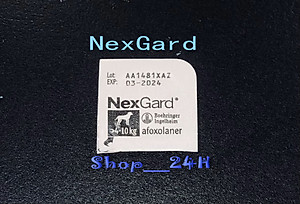 NexGard
Lot: AA1481XAZ
EXP: 03-2024
NexGard®
Boehringer
Ingelheim
>4-10 kg
afoxolaner
Shop__24H